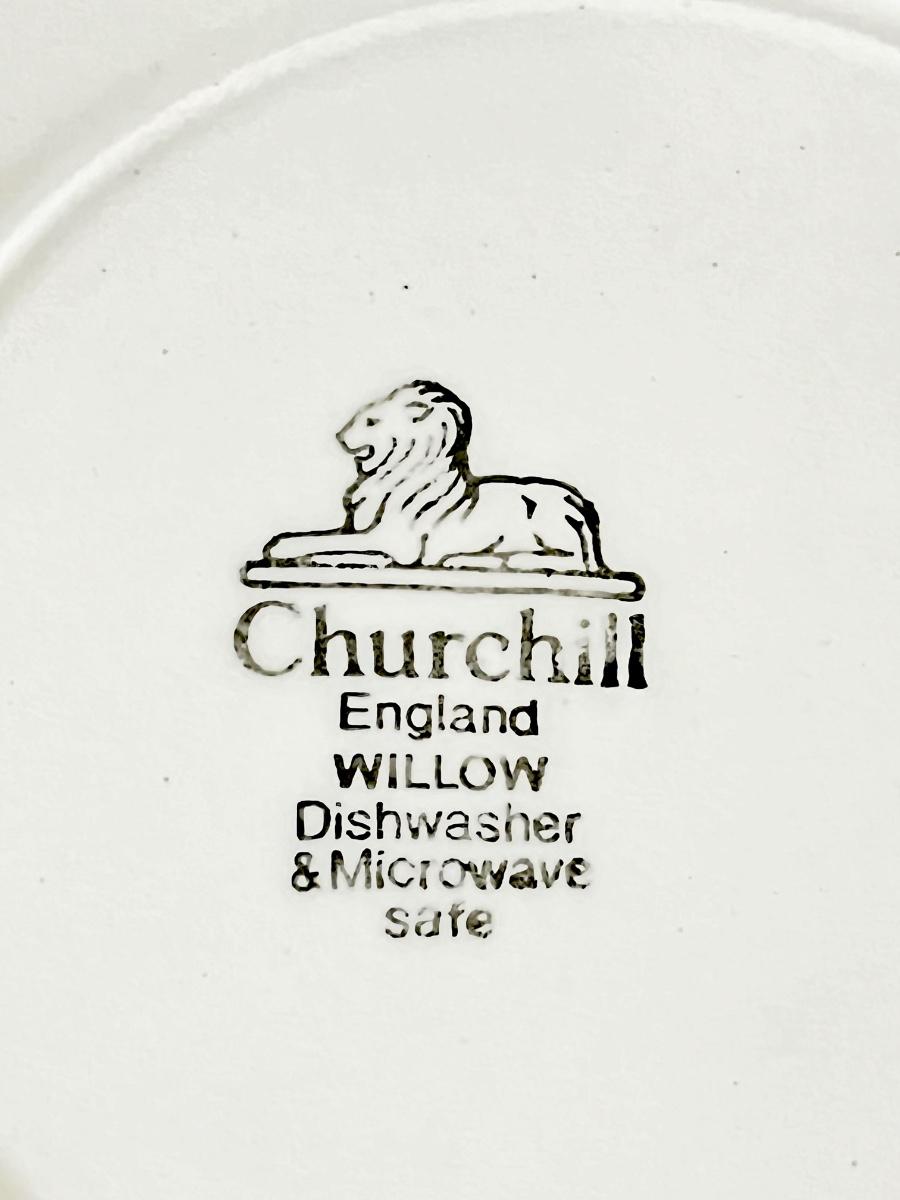 Churchill
England
WILLOW
Dishwasher
& Microwave
safe